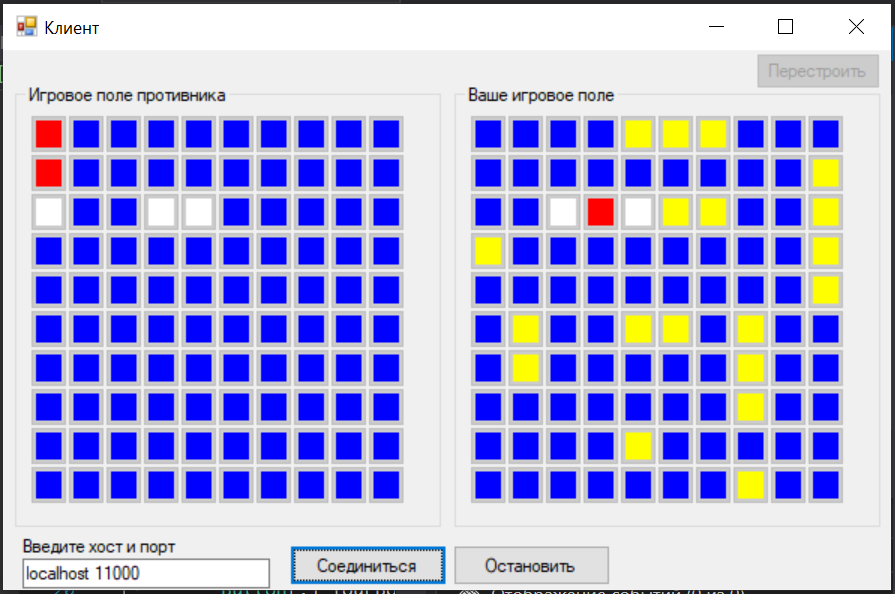 Клиент
Перестроить
Игровое поле противника
Ваше игровое поле
Введите хост и порт
localhost 11000
Соединиться
Остановить